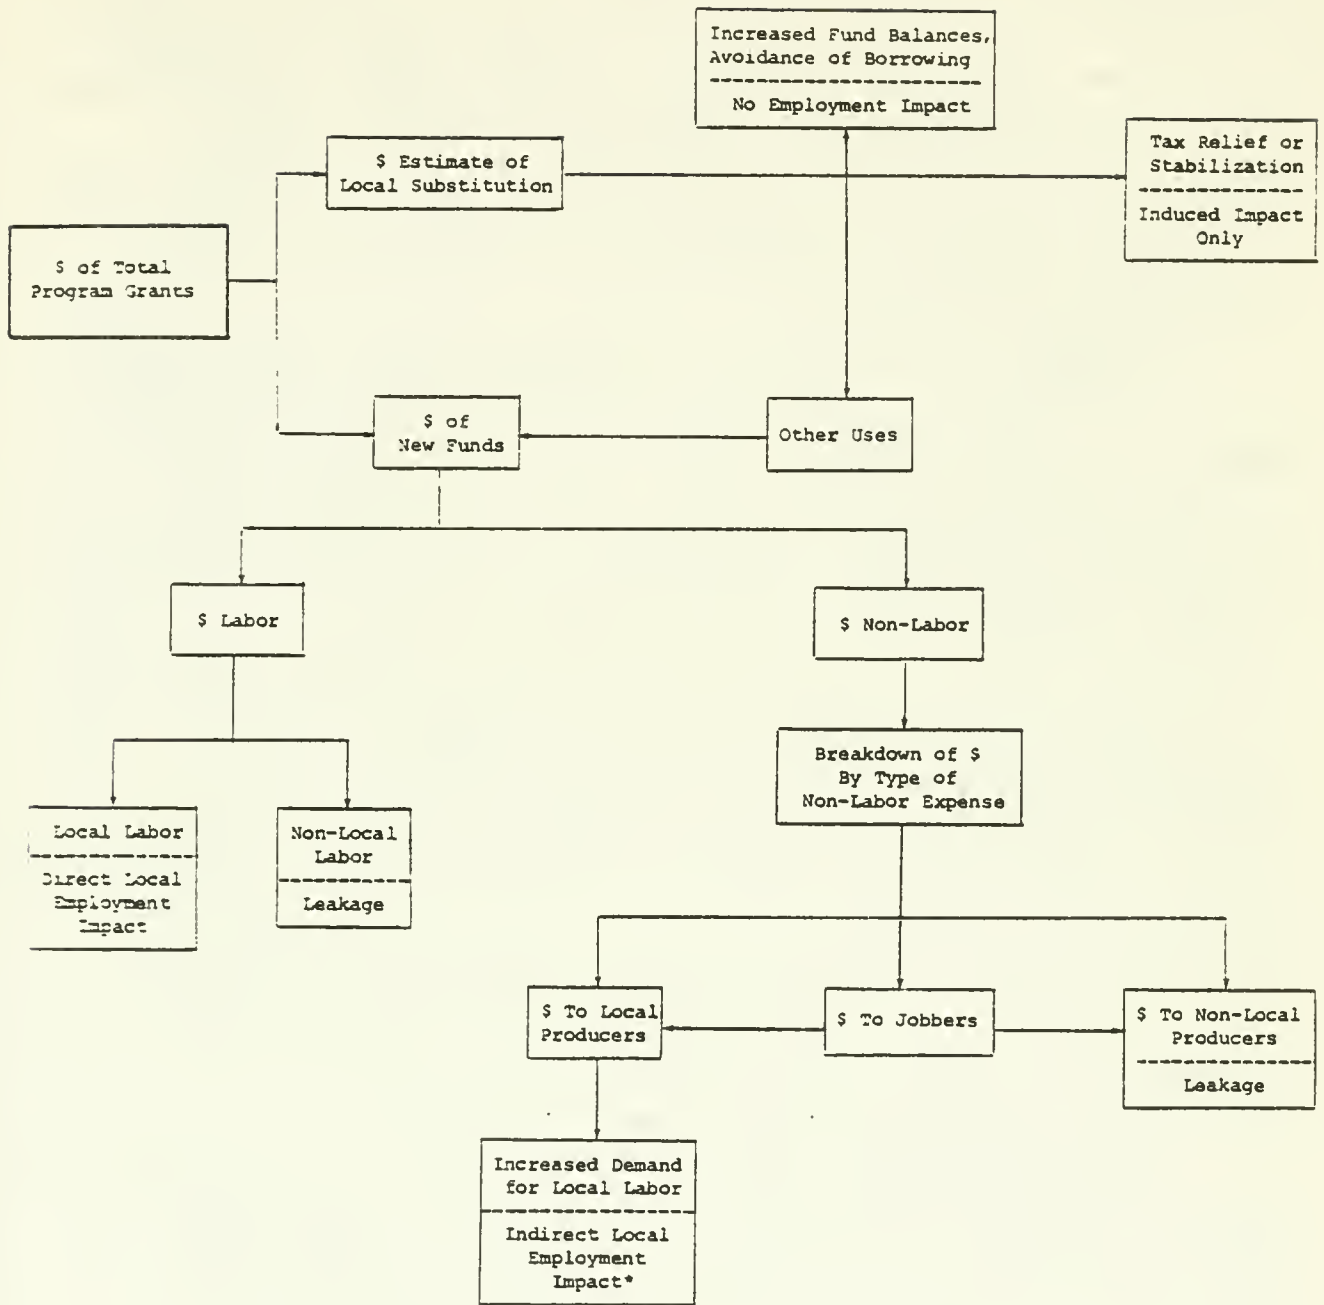 Increased Fund Balances,
Avoidance of Borrowing
No Employment Impact
$ Estimate of
Local Substitution
Tax Relief or
Stabilization
Induced Impact
Only
$ of Total
Program Grants
$ of
New Funds
Other Uses
$ Labor
$ Non-Labor
Breakdown of $
By Type of
Non-Labor Expense
Local Labor
Direct Local
Employment
Impact
Non-Local
Labor
Leakage
$ To Local
Producers
$ To Jobbers
$ To Non-Local
Producers
Leakage
Increased Demand
for Local Labor
Indirect Local
Employment
Impact*